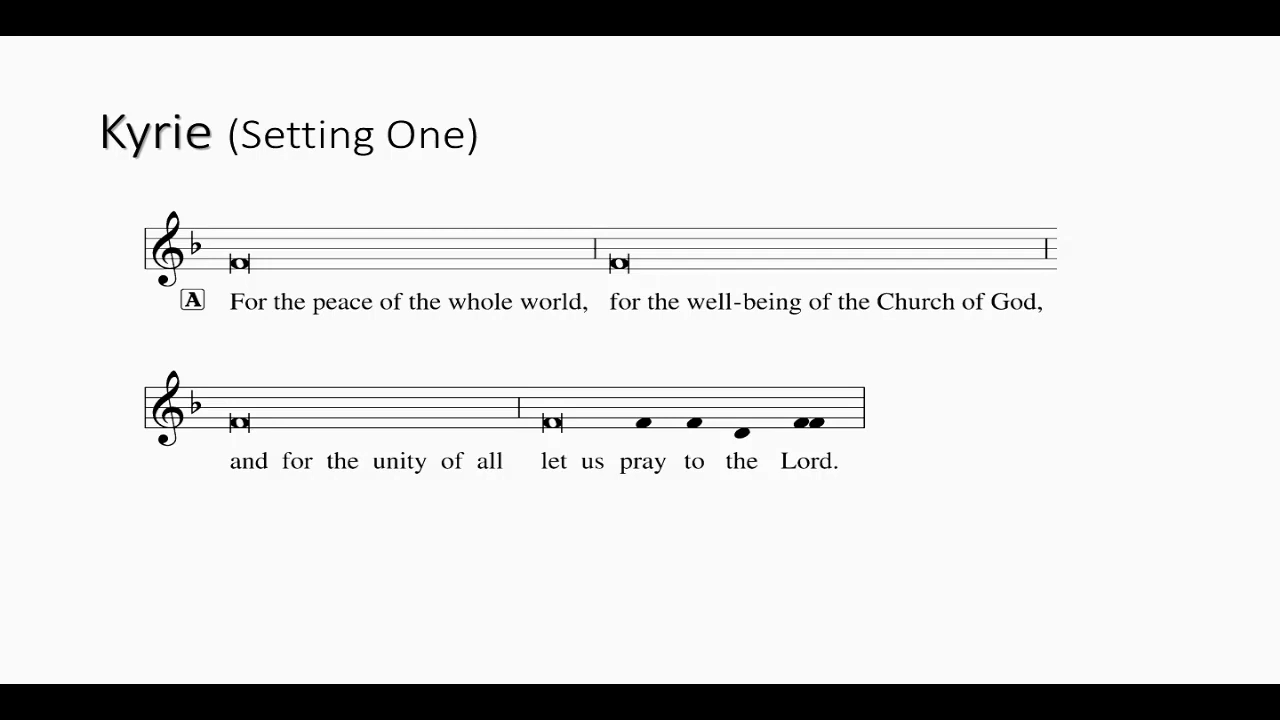 Kyrie (Setting One)
A For the peace of the whole world, for the well-being of the Church of God,
and for the unity of all let us pray to the Lord.